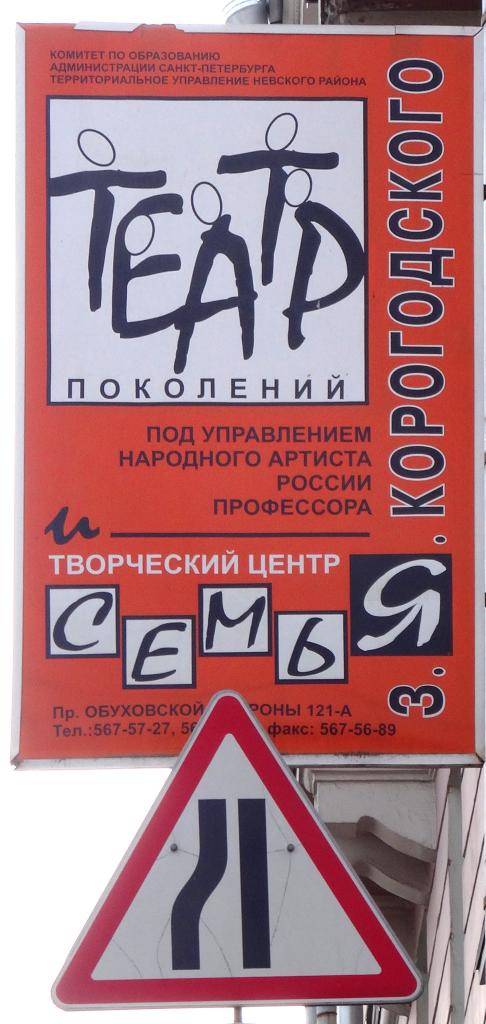 КОМИТЕТ ПО ОБРАЗОВАНИЮ
АДМИНИСТРАЦИИ САНКТ-ПЕТЕРБУРГА
ТЕРРИТОРИАЛЬНОЕ УПРАВЛЕНИЕ НЕВСКОГО РАЙОНА
ТЕАТР
ПОКОЛЕНИЙ
ПОД УПРАВЛЕНИЕМ
НАРОДНОГО АРТИСТА
РОССИИ
ПРОФЕССОРА
З. КОРОГОДСКОГО
и
ТВОРЧЕСКИЙ ЦЕНТР
СЕМЬЯ
Пр. ОБУХОВСКОЙ 121-А
Тел.:567-57-27, факс: 567-56-89